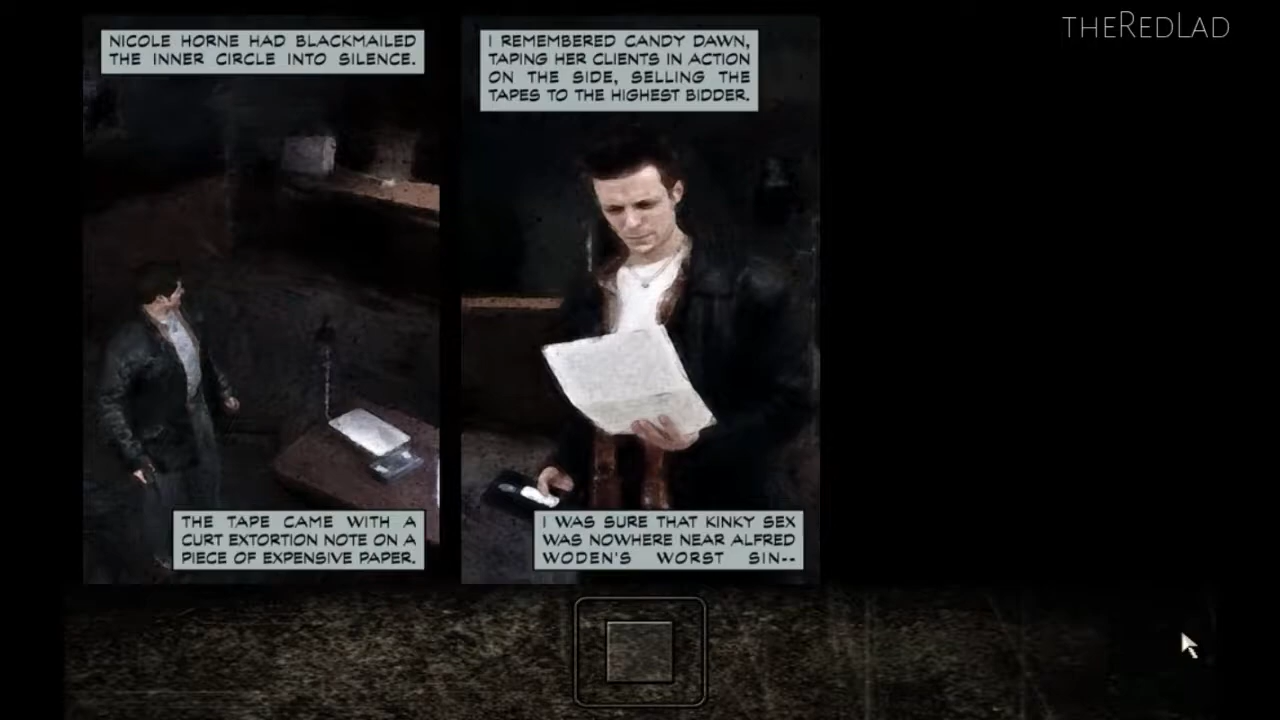 THEREDLAD
NICOLE HORNE HAD BLACKMAILED
THE INNER CIRCLE INTO SILENCE.
THE TAPE CAME WITH A
CURT EXTORTION NOTE ON A
PIECE OF EXPENSIVE PAPER.
I REMEMBERED CANDY DAWN,
TAPING HER CLIENTS IN ACTION
ON THE SIDE, SELLING THE
TAPES TO THE HIGHEST BIDDER.
I WAS SURE THAT KINKY SEX
WAS NOWHERE NEAR ALFRED
WODEN'S WORST SIN--